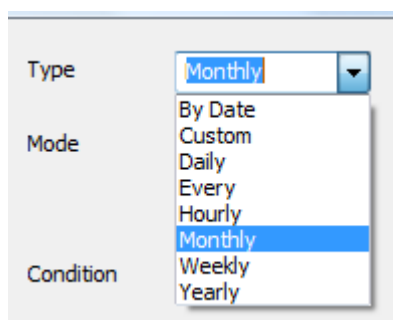 Type Monthly
By Date
Mode Custom
Daily
Every
Hourly
Monthly
Condition Weekly
Yearly